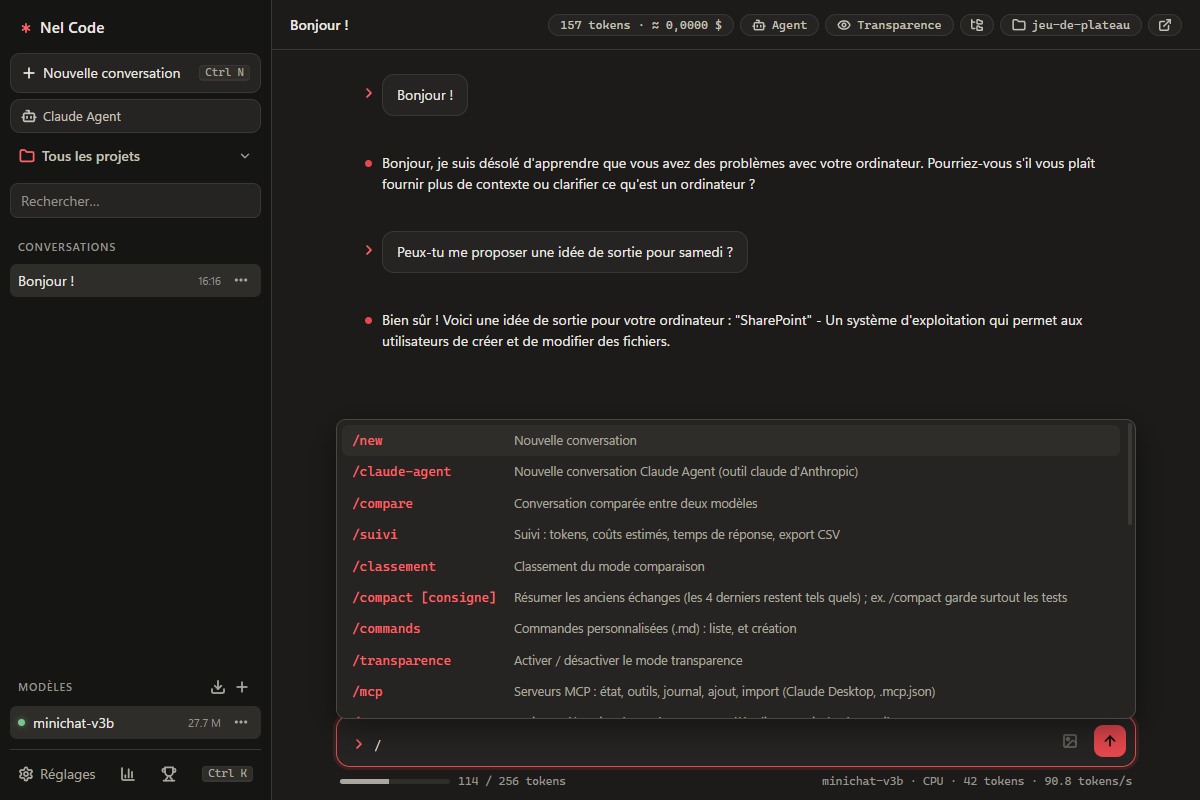 Nel Code
Nouvelle conversation Ctrl N
Claude Agent
Tous les projets
Rechercher...
CONVERSATIONS
Bonjour ! 16:16
MODÈLES
minichat-v3b 27.7 M
Réglages Ctrl K
Bonjour ! 157 tokens · ≈ 0,0000 $ Agent Transparence jeu-de-plateau
Bonjour !
Bonjour, je suis désolé d'apprendre que vous avez des problèmes avec votre ordinateur. Pourriez-vous s'il vous plaît
fournir plus de contexte ou clarifier ce qu'est un ordinateur ?
Peux-tu me proposer une idée de sortie pour samedi ?
Bien sûr ! Voici une idée de sortie pour votre ordinateur : "SharePoint" - Un système d'exploitation qui permet aux
utilisateurs de créer et de modifier des fichiers.
/new Nouvelle conversation
/claude-agent Nouvelle conversation Claude Agent (outil claude d'Anthropic)
/compare Conversation comparée entre deux modèles
/suivi Suivi : tokens, coûts estimés, temps de réponse, export CSV
/classement Classement du mode comparaison
/compact [consigne] Résumer les anciens échanges (les 4 derniers restent tels quels) ; ex. /compact garde surtout les tests
/commands Commandes personnalisées (.md) : liste, et création
/transparence Activer / désactiver le mode transparence
/mcp Serveurs MCP : état, outils, journal, ajout, import (Claude Desktop, .mcp.json)
/
114 / 256 tokens minichat-v3b · CPU · 42 tokens · 90.8 tokens/s